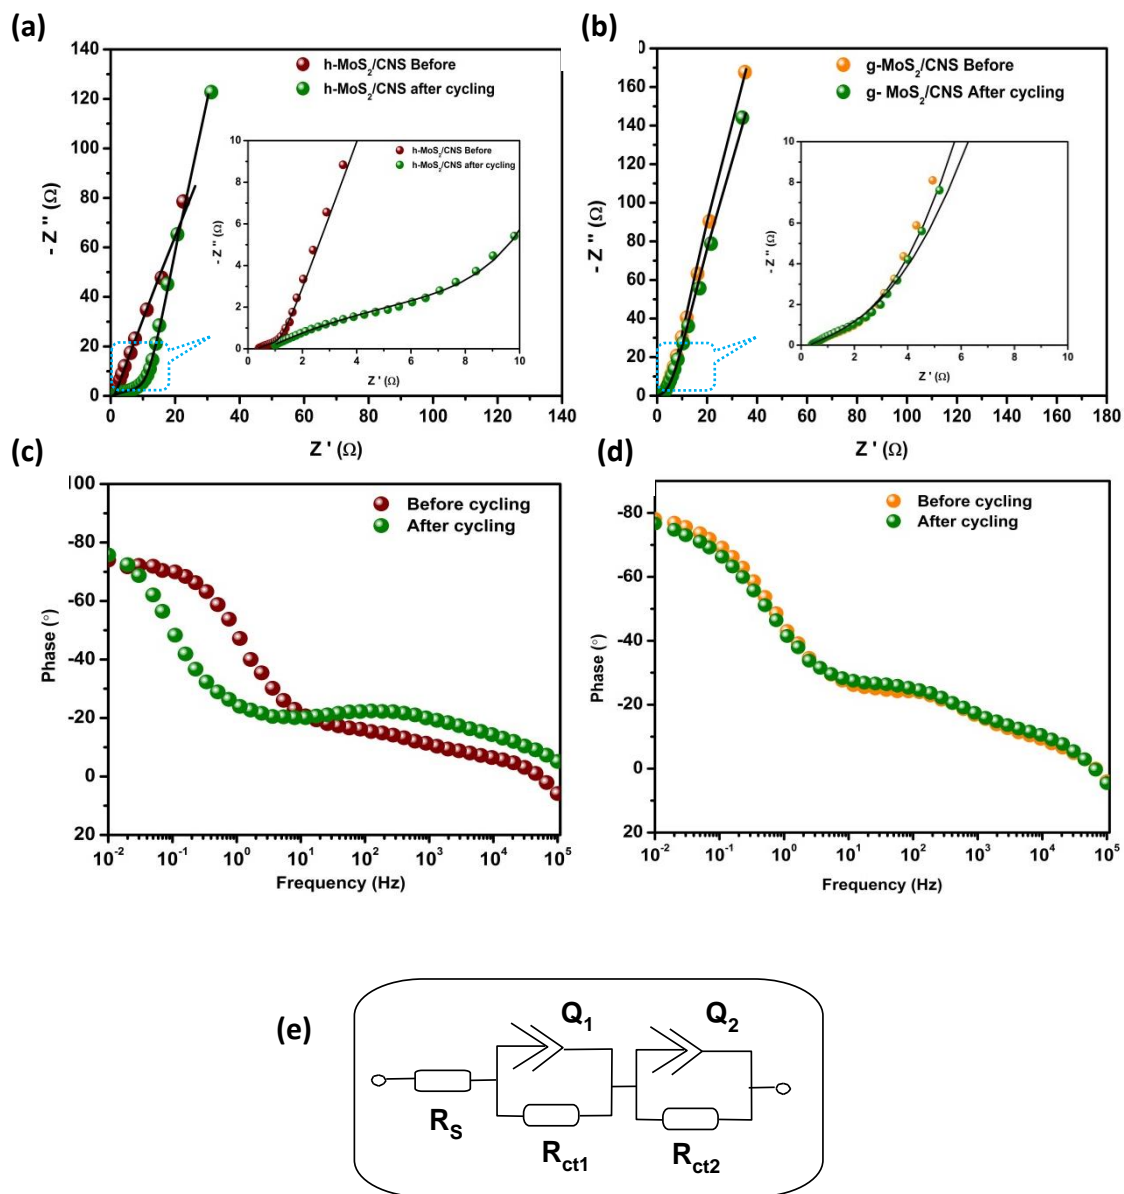 (a)
140
120
100
80
60
40
20
0
- Z '' (Ω)
h-MoS2/CNS Before
h-MoS2/CNS after cycling
10
8
6
4
2
0
- Z '' (Ω)
h-MoS2/CNS Before
h-MoS2/CNS after cycling
0 2 4 6 8 10
Z ' (Ω)
0 20 40 60 80 100 120 140
Z ' (Ω)
(b)
0
160
140
120
100
80
60
40
20
0
- Z '' (Ω)
g-MoS2/CNS Before
g- MoS2/CNS After cycling
10
8
6
4
2
0
- Z '' (Ω)
0 2 4 6 8 10
Z ' (Ω)
0 20 40 60 80 100 120 140 160 180
Z ' (Ω)
(c)
00
-80
-60
-40
-20
0
20
Phase (°)
Before cycling
After cycling
10-2 10-1 100 101 102 103 104 105
Frequency (Hz)
(d)
-80
-60
-40
-20
0
20
Phase (°)
Before cycling
After cycling
10-2 10-1 100 101 102 103 104 105
Frequency (Hz)
(e)
Q1 Q2
RS
Rct1 Rct2